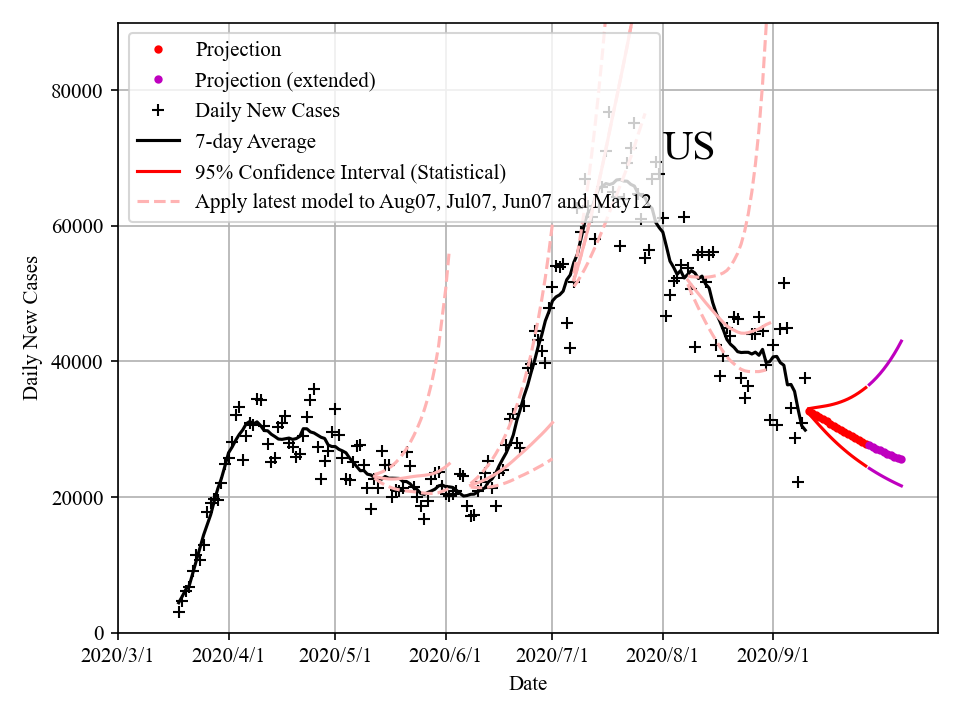 Projection
Projection (extended)
Daily New Cases
7-day Average
95% Confidence Interval (Statistical)
Apply latest model to Aug07, Jul07, Jun07 and May12
US
80000
60000
40000
20000
0
Daily New Cases
2020/3/1 2020/4/1 2020/5/1 2020/6/1 2020/7/1 2020/8/1 2020/9/1
Date